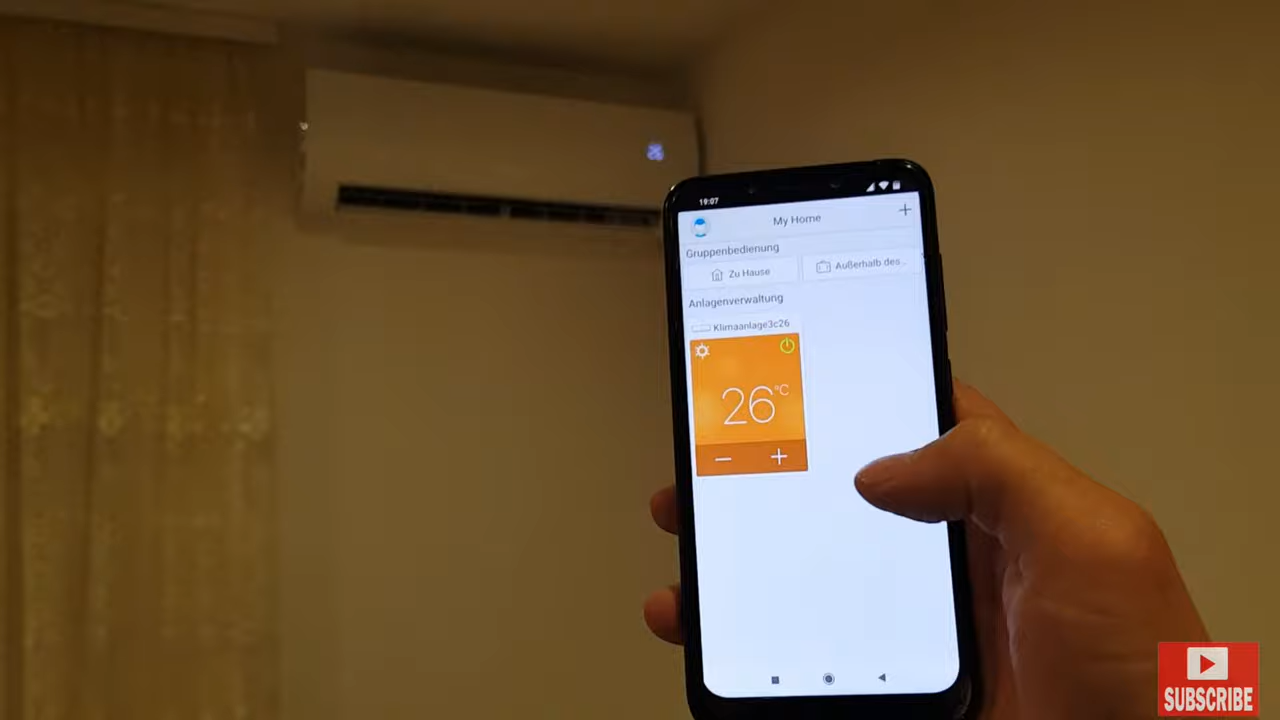 19:07
My Home
Gruppenbedienung
Zu Hause
Außerhalb des..
Anlagenverwaltung
Klimaanlage3c26
26°C
SUBSCRIBE